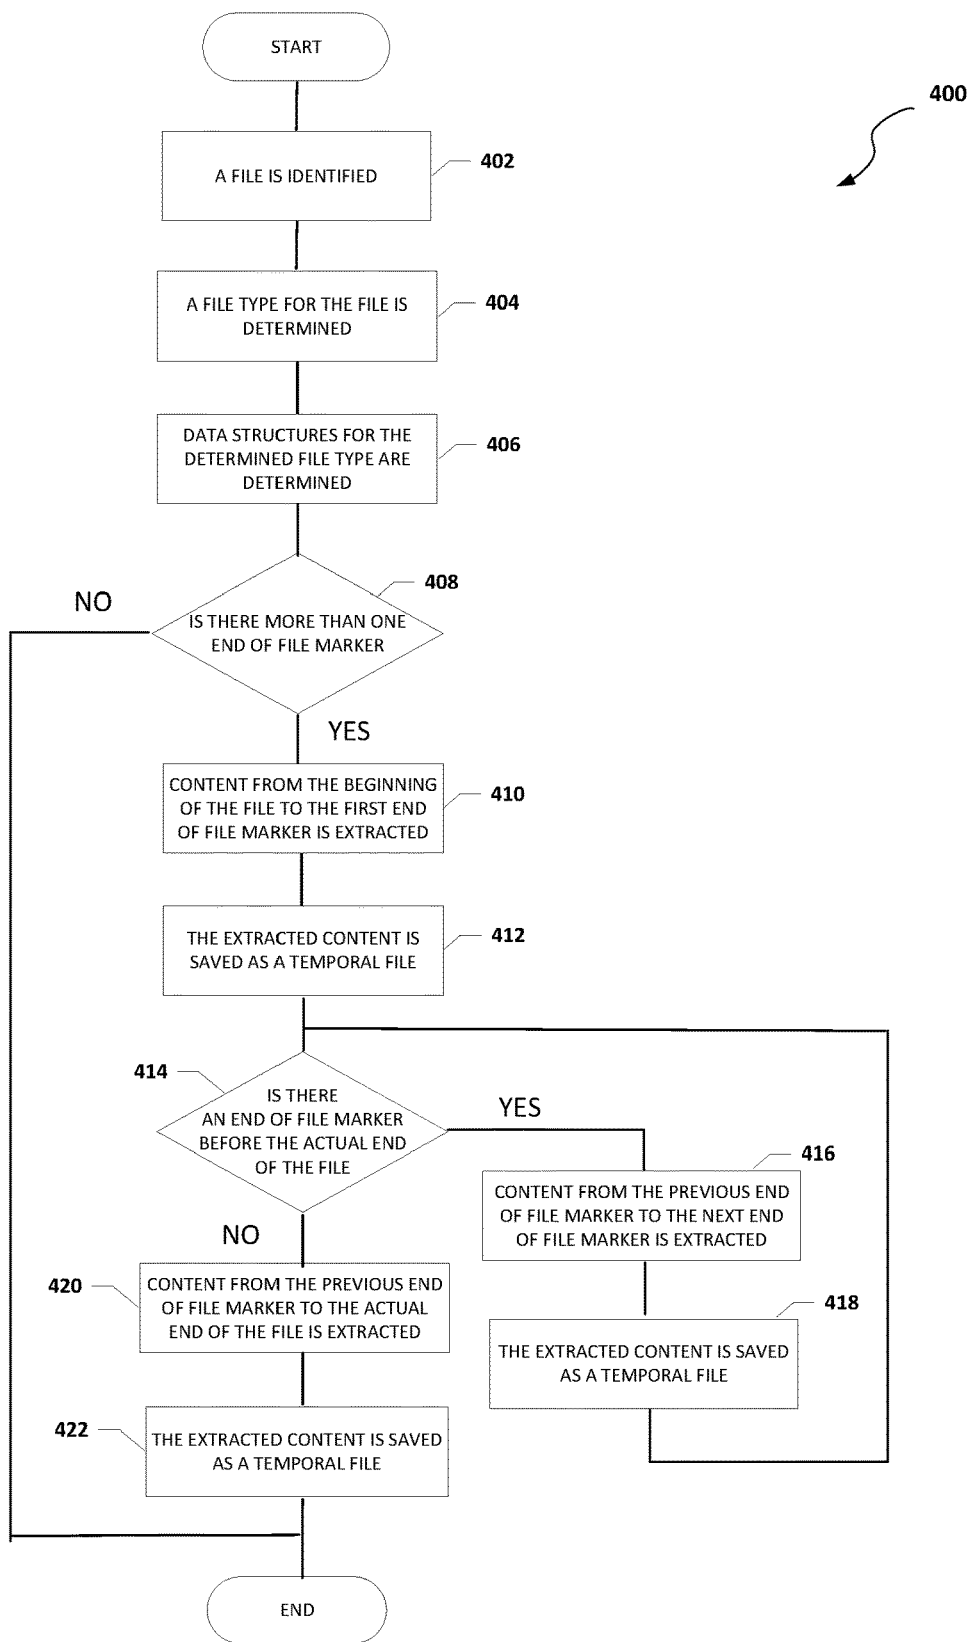 START
400
A FILE IS IDENTIFIED
402
A FILE TYPE FOR THE FILE IS
DETERMINED
404
DATA STRUCTURES FOR THE
DETERMINED FILE TYPE ARE
DETERMINED
406
408
NO
IS THERE MORE THAN ONE
END OF FILE MARKER
YES
CONTENT FROM THE BEGINNING
OF THE FILE TO THE FIRST END
OF FILE MARKER IS EXTRACTED
410
THE EXTRACTED CONTENT IS
SAVED AS A TEMPORAL FILE
412
414
IS THERE
AN END OF FILE MARKER
BEFORE THE ACTUAL END
OF THE FILE
YES
416
CONTENT FROM THE PREVIOUS END
OF FILE MARKER TO THE NEXT END
OF FILE MARKER IS EXTRACTED
418
THE EXTRACTED CONTENT IS SAVED
AS A TEMPORAL FILE
NO
420
CONTENT FROM THE PREVIOUS END
OF FILE MARKER TO THE ACTUAL
END OF THE FILE IS EXTRACTED
422
THE EXTRACTED CONTENT IS SAVED
AS A TEMPORAL FILE
END